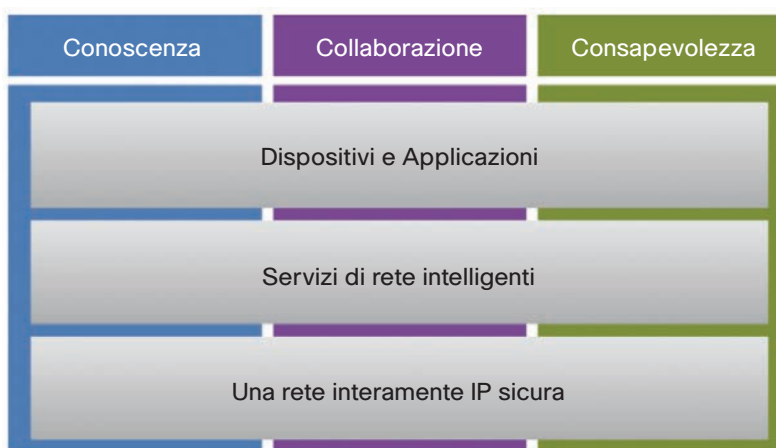 Conoscenza
Collaborazione
Consapevolezza
Dispositivi e Applicazioni
Servizi di rete intelligenti
Una rete interamente IP sicura